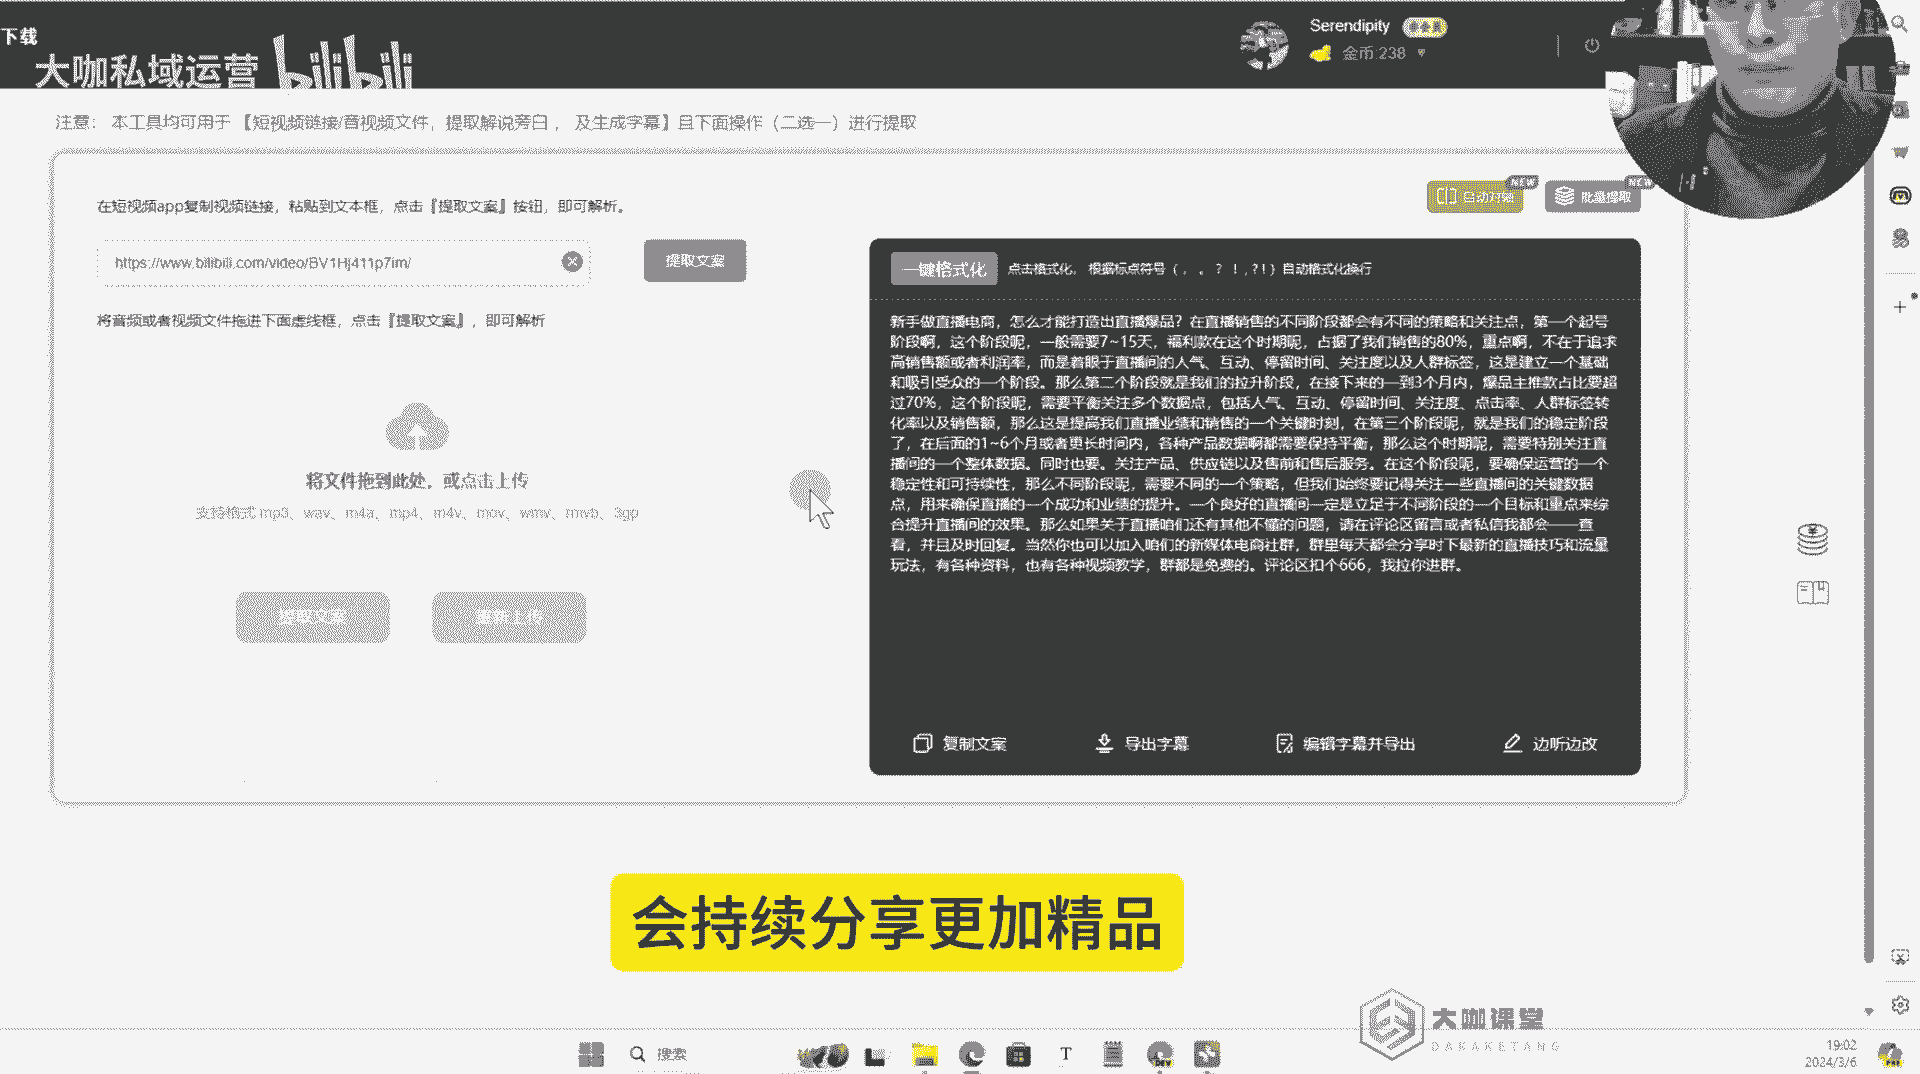 下载
大咖私域运营 bilibili
Serendipity
金币:238
注意： 本工具均可用于 【短视频链接/音视频文件，提取解说旁白 ， 及生成字幕】且下面操作（二选一）进行提取
在短视频app复制视频链接，粘贴到文本框，点击『提取文案』按钮，即可解析。
NEW
NEW
自动对轴
批量提取
https://www.bilibili.com/video/BV1Hj411p7im/
提取文案
一键格式化
点击格式化， 根据标点符号（ ， 。 ？ ！ , ? ! ）自动格式化换行
将音频或者视频文件拖进下面虚线框，点击『提取文案』，即可解析
新手做直播电商，怎么才能打造出直播爆品？在直播销售的不同阶段都会有不同的策略和关注点，第一个起号
阶段啊，这个阶段呢，一般需要7~15天，福利款在这个时期呢，占据了我们销售的80%，重点啊，不在于追求
高销售额或者利润率，而是着眼于直播间的人气、互动、停留时间、关注度以及人群标签，这是建立一个基础
和吸引受众的一个阶段。那么第二个阶段就是我们的拉升阶段，在接下来的一到3个月内，爆品主推款占比要超
过70%，这个阶段呢，需要平衡关注多个数据点，包括人气、互动、停留时间、关注度、点击率、人群标签转
化率以及销售额，那么这是提高我们直播业绩和销售的一个关键时刻，在第三个阶段呢，就是我们的稳定阶段
了，在后面的1~6个月或者更长时间内，各种产品数据啊都需要保持平衡，那么这个时期呢，需要特别关注直
播间的一个整体数据。同时也要。关注产品、供应链以及售前和售后服务。在这个阶段呢，要确保运营的一个
稳定性和可持续性，那么不同阶段呢，需要不同的一个策略，但我们始终要记得关注一些直播间的关键数据
点，用来确保直播的一个成功和业绩的提升。一个良好的直播间一定是立足于不同阶段的一个目标和重点来综
合提升直播间的效果。那么如果关于直播咱们还有其他不懂的问题，请在评论区留言或者私信我都会一一查
看，并且及时回复。当然你也可以加入咱们的新媒体电商社群，群里每天都会分享时下最新的直播技巧和流量
玩法，有各种资料，也有各种视频教学，群都是免费的。评论区扣个666，我拉你进群。
将文件拖到此处，或点击上传
支持格式 mp3、wav、m4a、mp4、m4v、mov、wmv、rmvb、3gp
提取文案
重新上传
复制文案
导出字幕
编辑字幕并导出
边听边改
会持续分享更加精品
大咖课堂
DAKAKETANG
搜索
19:02
2024/3/6